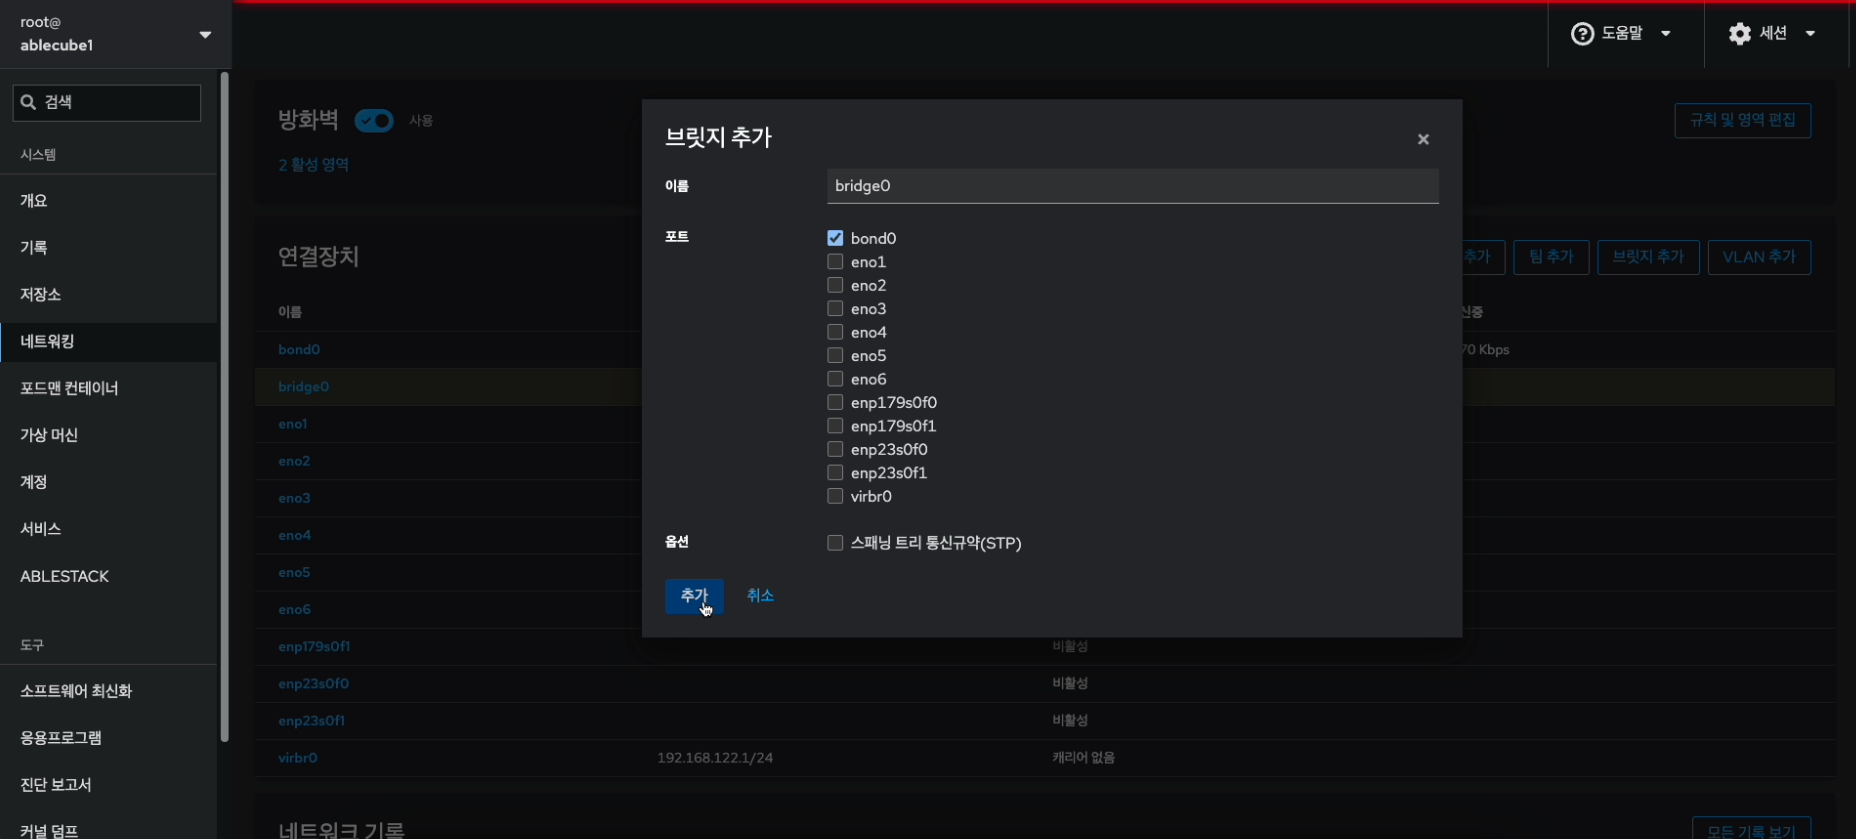 root@
ablecube1
도움말
세션
검색
시스템
개요
기록
저장소
네트워킹
포드맨 컨테이너
가상 머신
계정
서비스
ABLESTACK
도구
소프트웨어 최신화
응용프로그램
진단 보고서
커널 덤프
방화벽
사용
규칙 및 영역 편집
2 활성 영역
연결장치
추가
팀 추가
브릿지 추가
VLAN 추가
이름
신중
bond0
70 Kbps
bridge0
eno1
eno2
eno3
eno4
eno5
eno6
enp179s0f1
비활성
enp23s0f0
비활성
enp23s0f1
비활성
virbr0
192.168.122.1/24
캐리어 없음
네트워크 기록
모든 기록 보기
브릿지 추가
이름
bridge0
포트
bond0
eno1
eno2
eno3
eno4
eno5
eno6
enp179s0f0
enp179s0f1
enp23s0f0
enp23s0f1
virbr0
옵션
스패닝 트리 통신규약(STP)
추가
취소